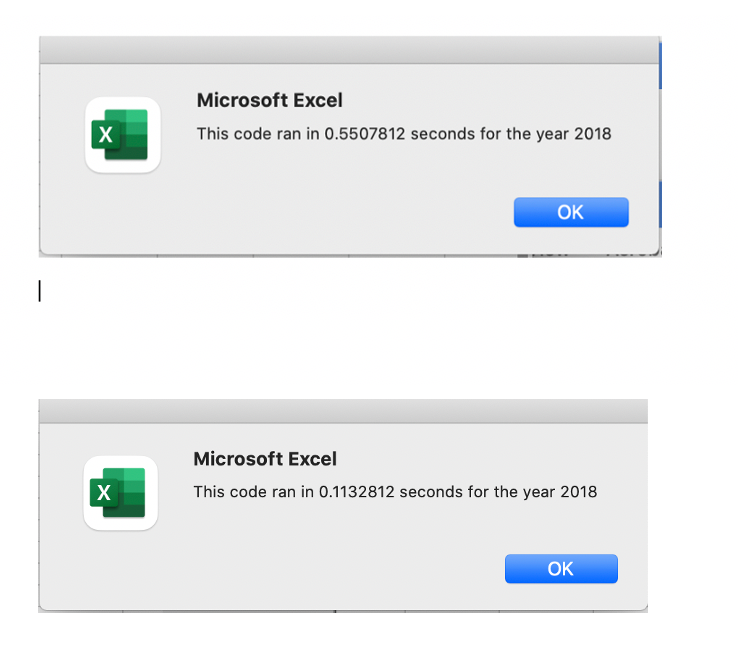 Microsoft Excel
This code ran in 0.5507812 seconds for the year 2018
X
OK
Microsoft Excel
This code ran in 0.1132812 seconds for the year 2018
X
OK